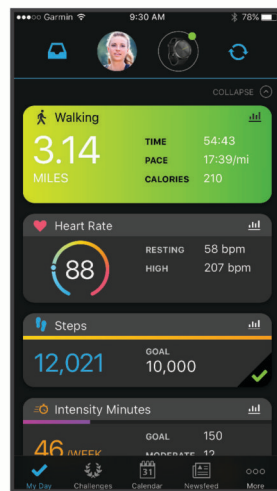 Garmin 9:30 AM 78%
COLLAPSE
Walking
3.14
MILES
TIME 54:43
PACE 17:39/mi
CALORIES 210
Heart Rate
88
RESTING 58 bpm
HIGH 207 bpm
Steps
12,021
GOAL
10,000
Intensity Minutes
46 /WEEK
GOAL 150
MODERATE 12
31
My Day Challenges Calendar Newsfeed More